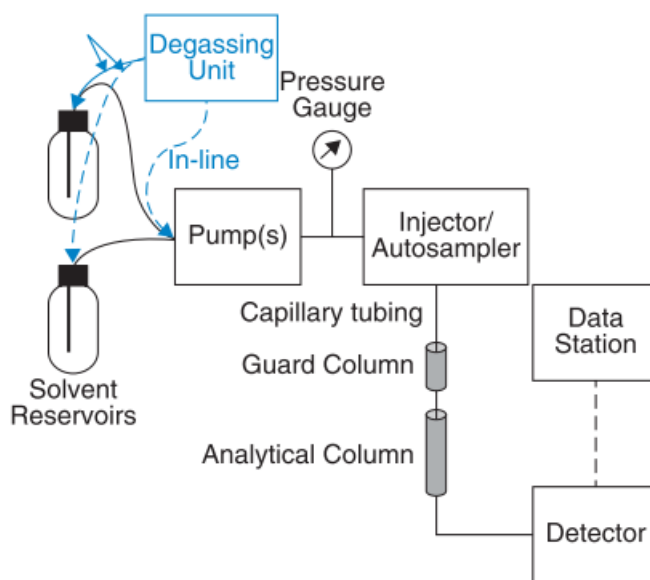 Degassing
Unit
Pressure
Gauge
In-line
Pump(s)
Injector/
Autosampler
Capillary tubing
Data
Station
Guard Column
Solvent
Reservoirs
Analytical Column
Detector